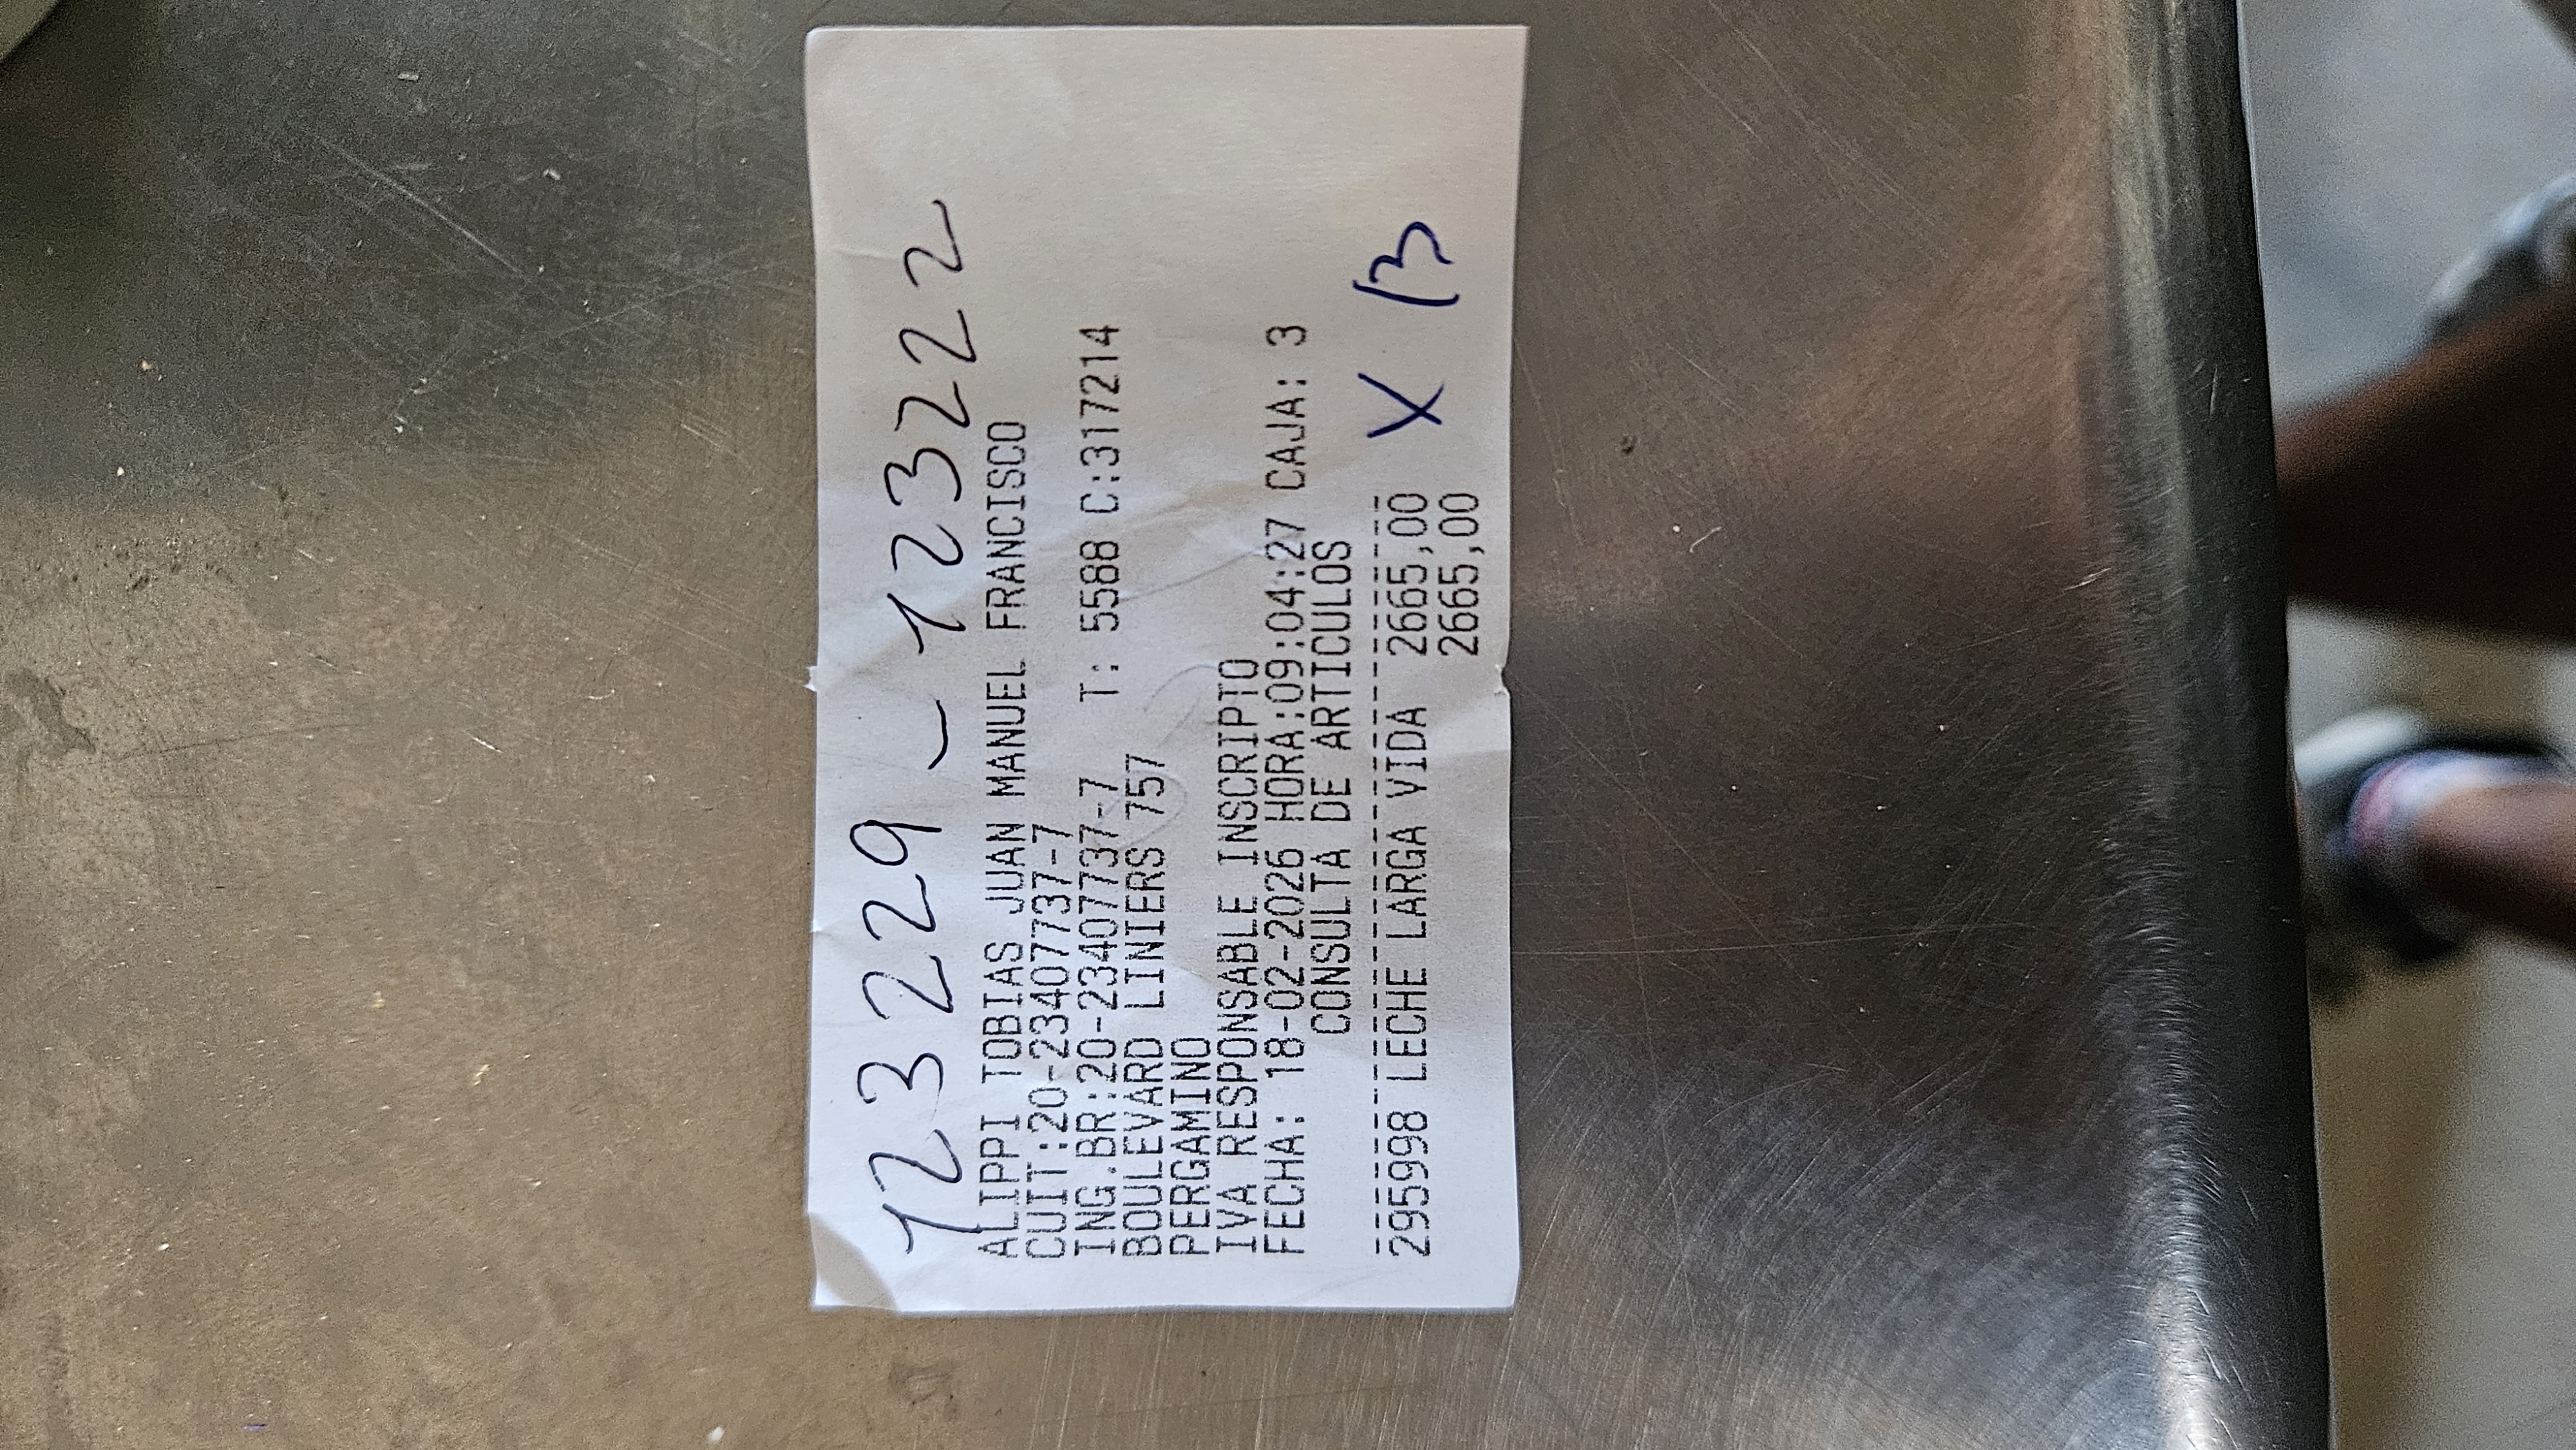 123229 - 123222
ALIPPI TOBIAS JUAN MANUEL FRANCISCO
CUIT:20-23407737-7
ING.BR:20-23407737-7 T: 5588 C:317214
BOULEVARD LINIERS 757
PERGAMINO
IVA RESPONSABLE INSCRIPTO
FECHA: 18-02-2026 HORA:09:04:27 CAJA: 3
CONSULTA DE ARTICULOS
295998 LECHE LARGA VIDA 2665,00 X 13
2665,00